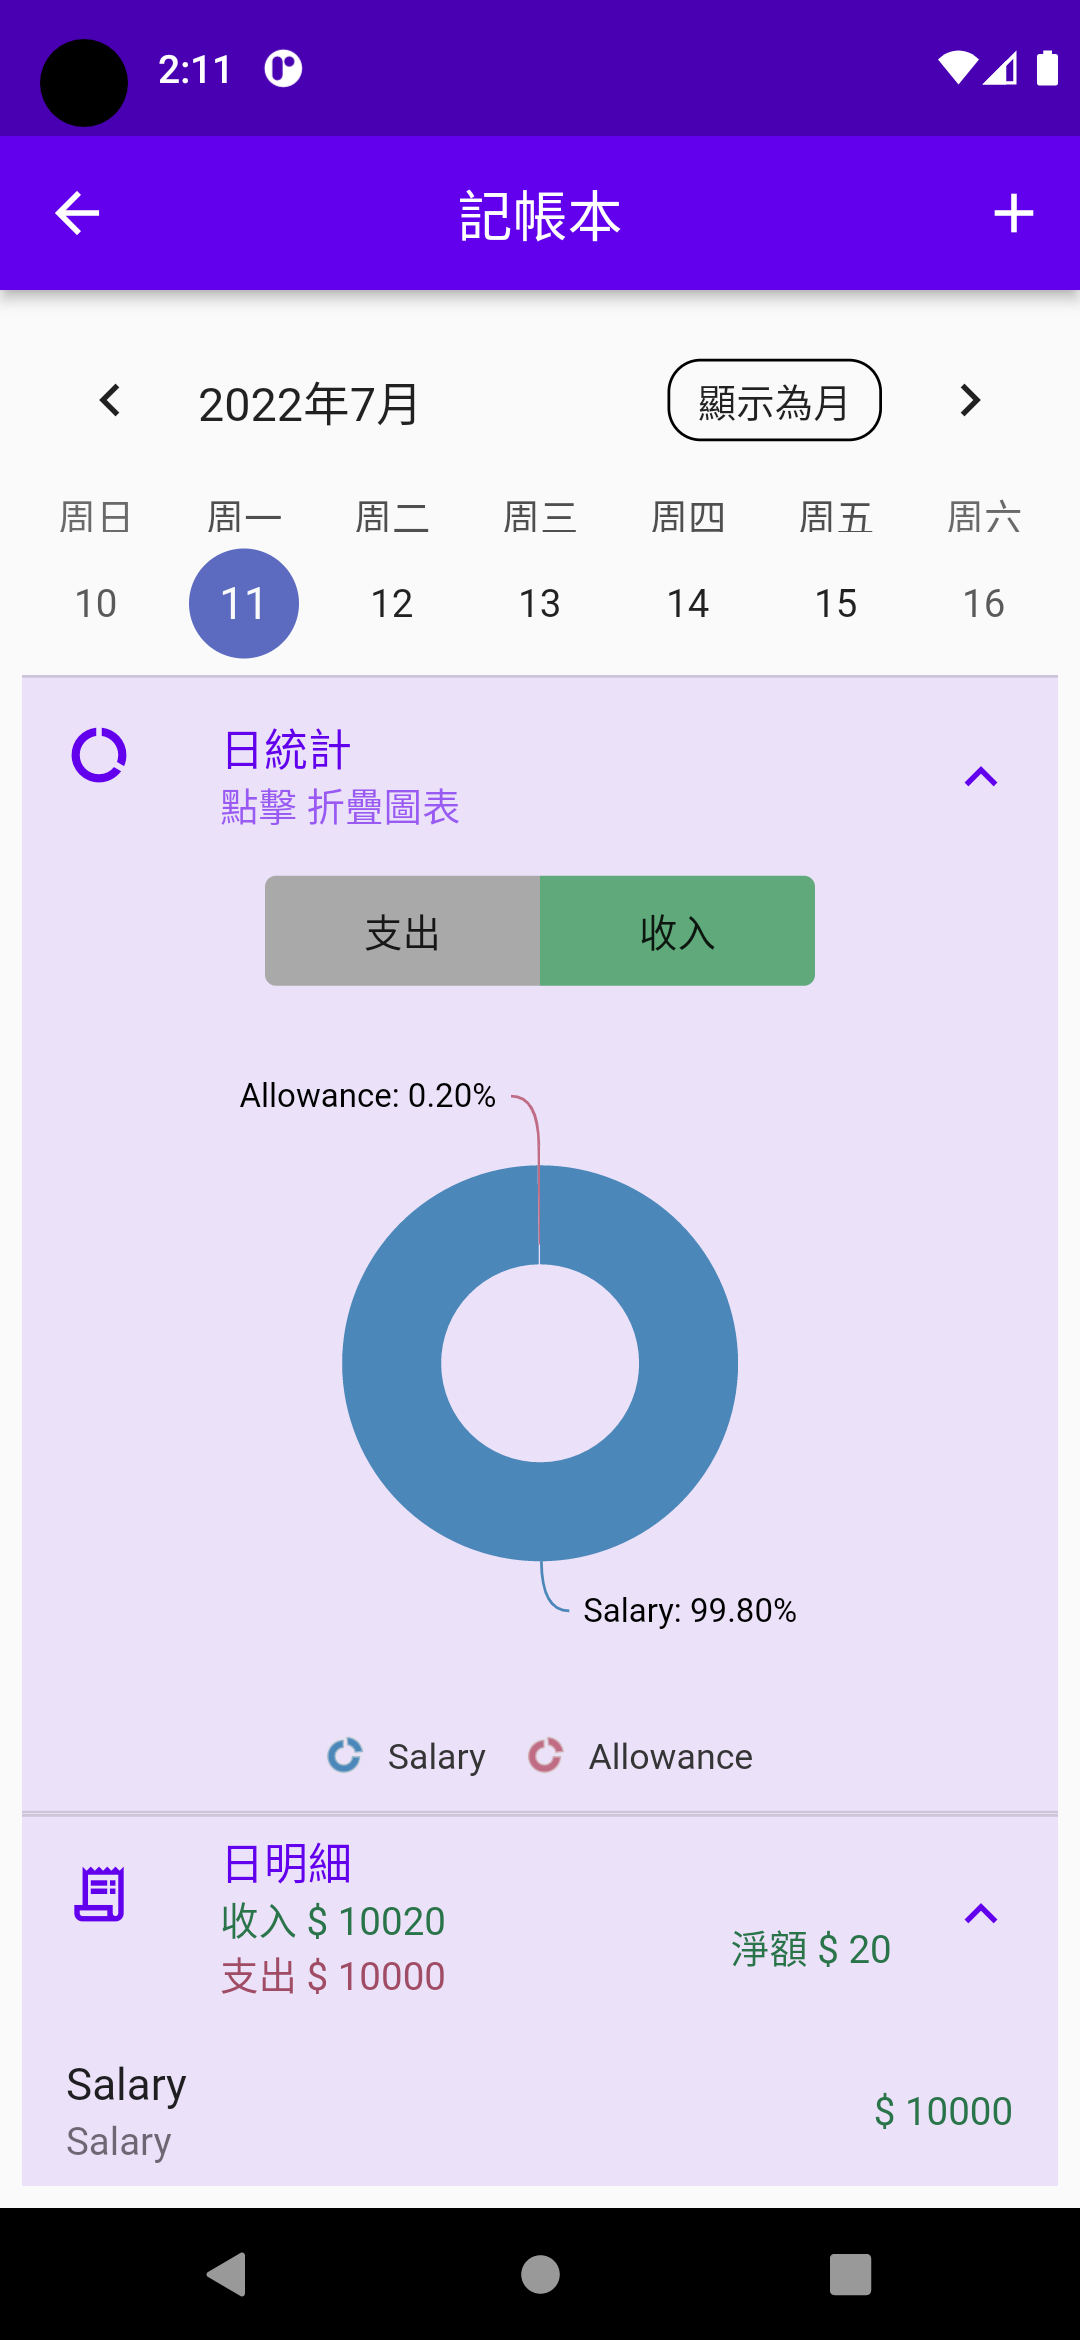 2:11
記帳本
2022年7月 顯示為月
周日 周一 周二 周三 周四 周五 周六
10 11 12 13 14 15 16
日統計
點擊 折疊圖表
支出 收入
Allowance: 0.20%
Salary: 99.80%
Salary Allowance
日明細
收入 $ 10020
淨額 $ 20
支出 $ 10000
Salary
$ 10000
Salary